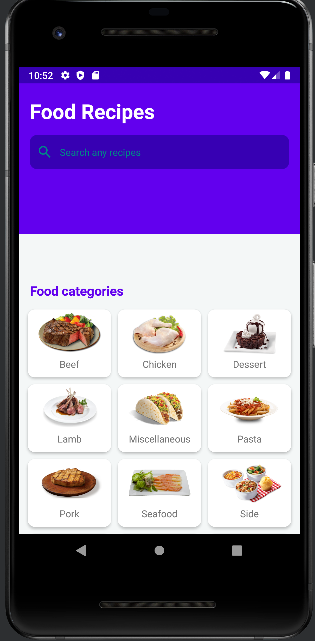 10:52
Food Recipes
Search any recipes
Food categories
Beef
Chicken
Dessert
Lamb
Miscellaneous
Pasta
Pork
Seafood
Side